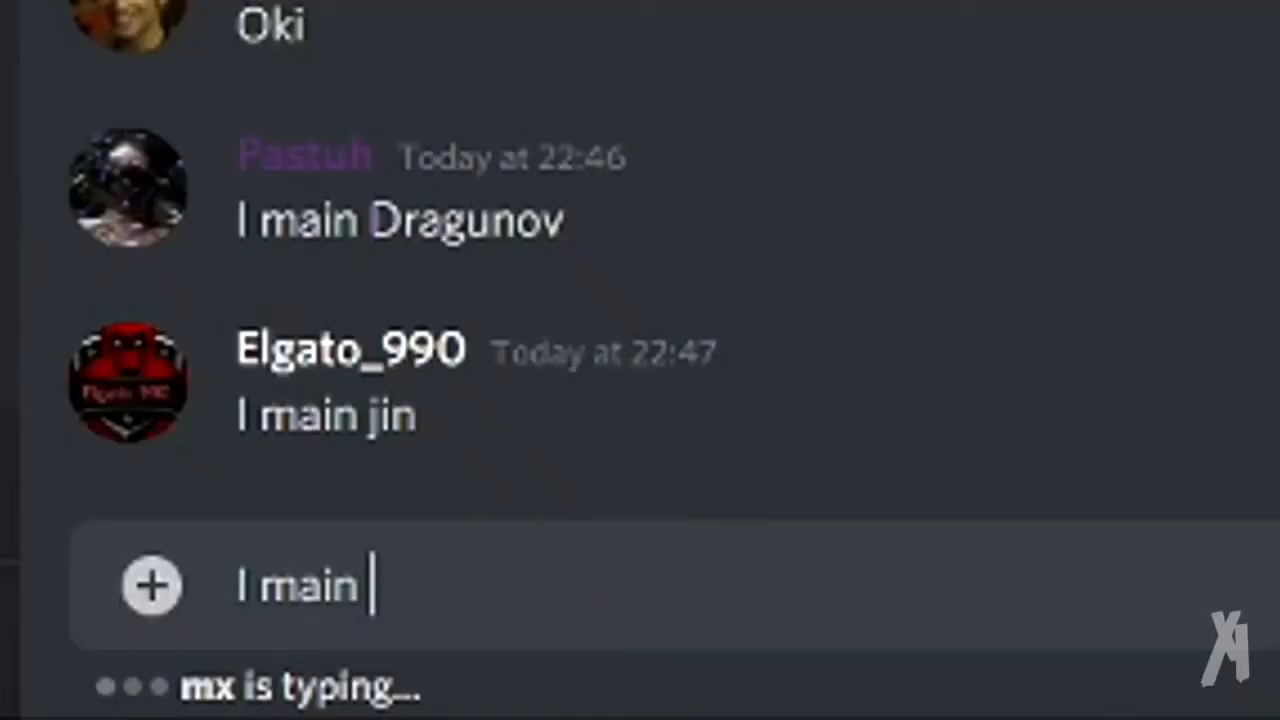 Oki
Pastuh Today at 22:46
I main Dragunov
Elgato_990 Today at 22:47
I main jin
I main
mx is typing...